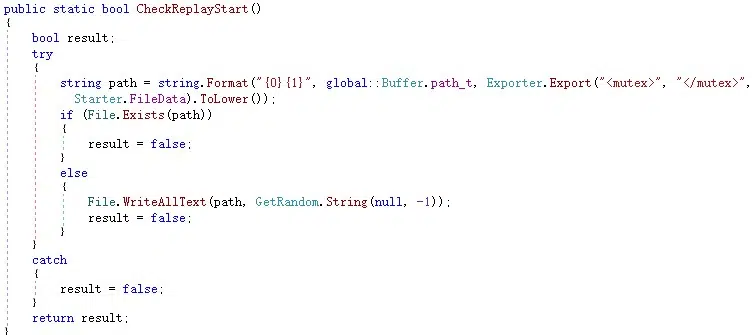 public static bool CheckReplayStart()
{
    bool result;
    try
    {
        string path = string.Format("{0}{1}", global::Buffer.path_t, Exporter.Export("<mutex>", "</mutex>",
          Starter.FileData).ToLower());
        if (File.Exists(path))
        {
            result = false;
        }
        else
        {
            File.WriteAllText(path, GetRandom.String(null, -1));
            result = false;
        }
    }
    catch
    {
        result = false;
    }
    return result;
}